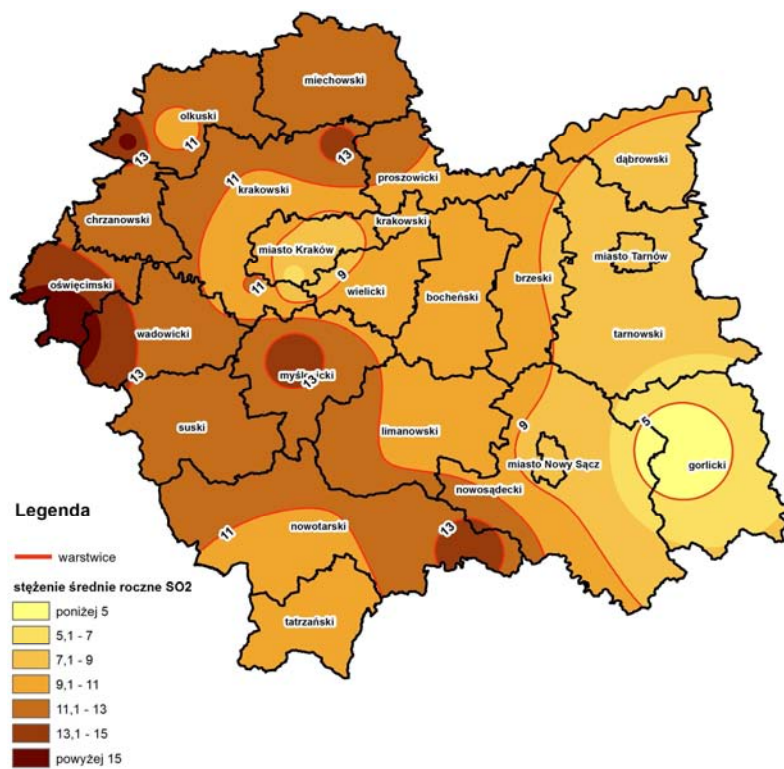 miechowski
olkuski
13
11
13
dąbrowski
11
krakowski
proszowicki
chrzanowski
krakowski
miasto Kraków
miasto Tarnów
9
oświęcimski
11
wielicki
bocheński
brzeski
wadowicki
tarnowski
myślenicki
13
13
suski
limanowski
9
5
miasto Nowy Sącz
gorlicki
nowosądecki
11
nowotarski
13
tatrzański
Legenda
warstwice
stężenie średnie roczne SO2
poniżej 5
5,1 - 7
7,1 - 9
9,1 - 11
11,1 - 13
13,1 - 15
powyżej 15